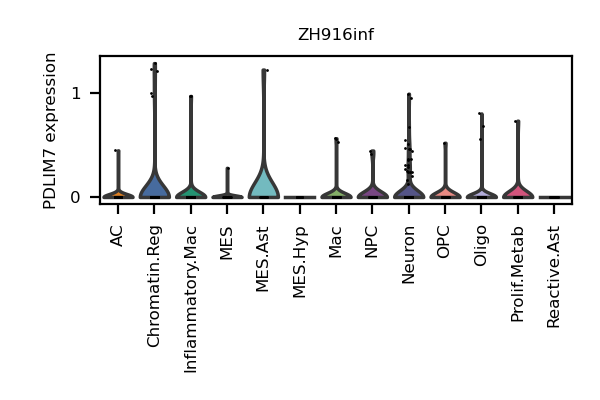 ZH916inf
PDLIM7 expression
1
0
AC
Chromatin.Reg
Inflammatory.Mac
MES
MES.Ast
MES.Hyp
Mac
NPC
Neuron
OPC
Oligo
Prolif.Metab
Reactive.Ast